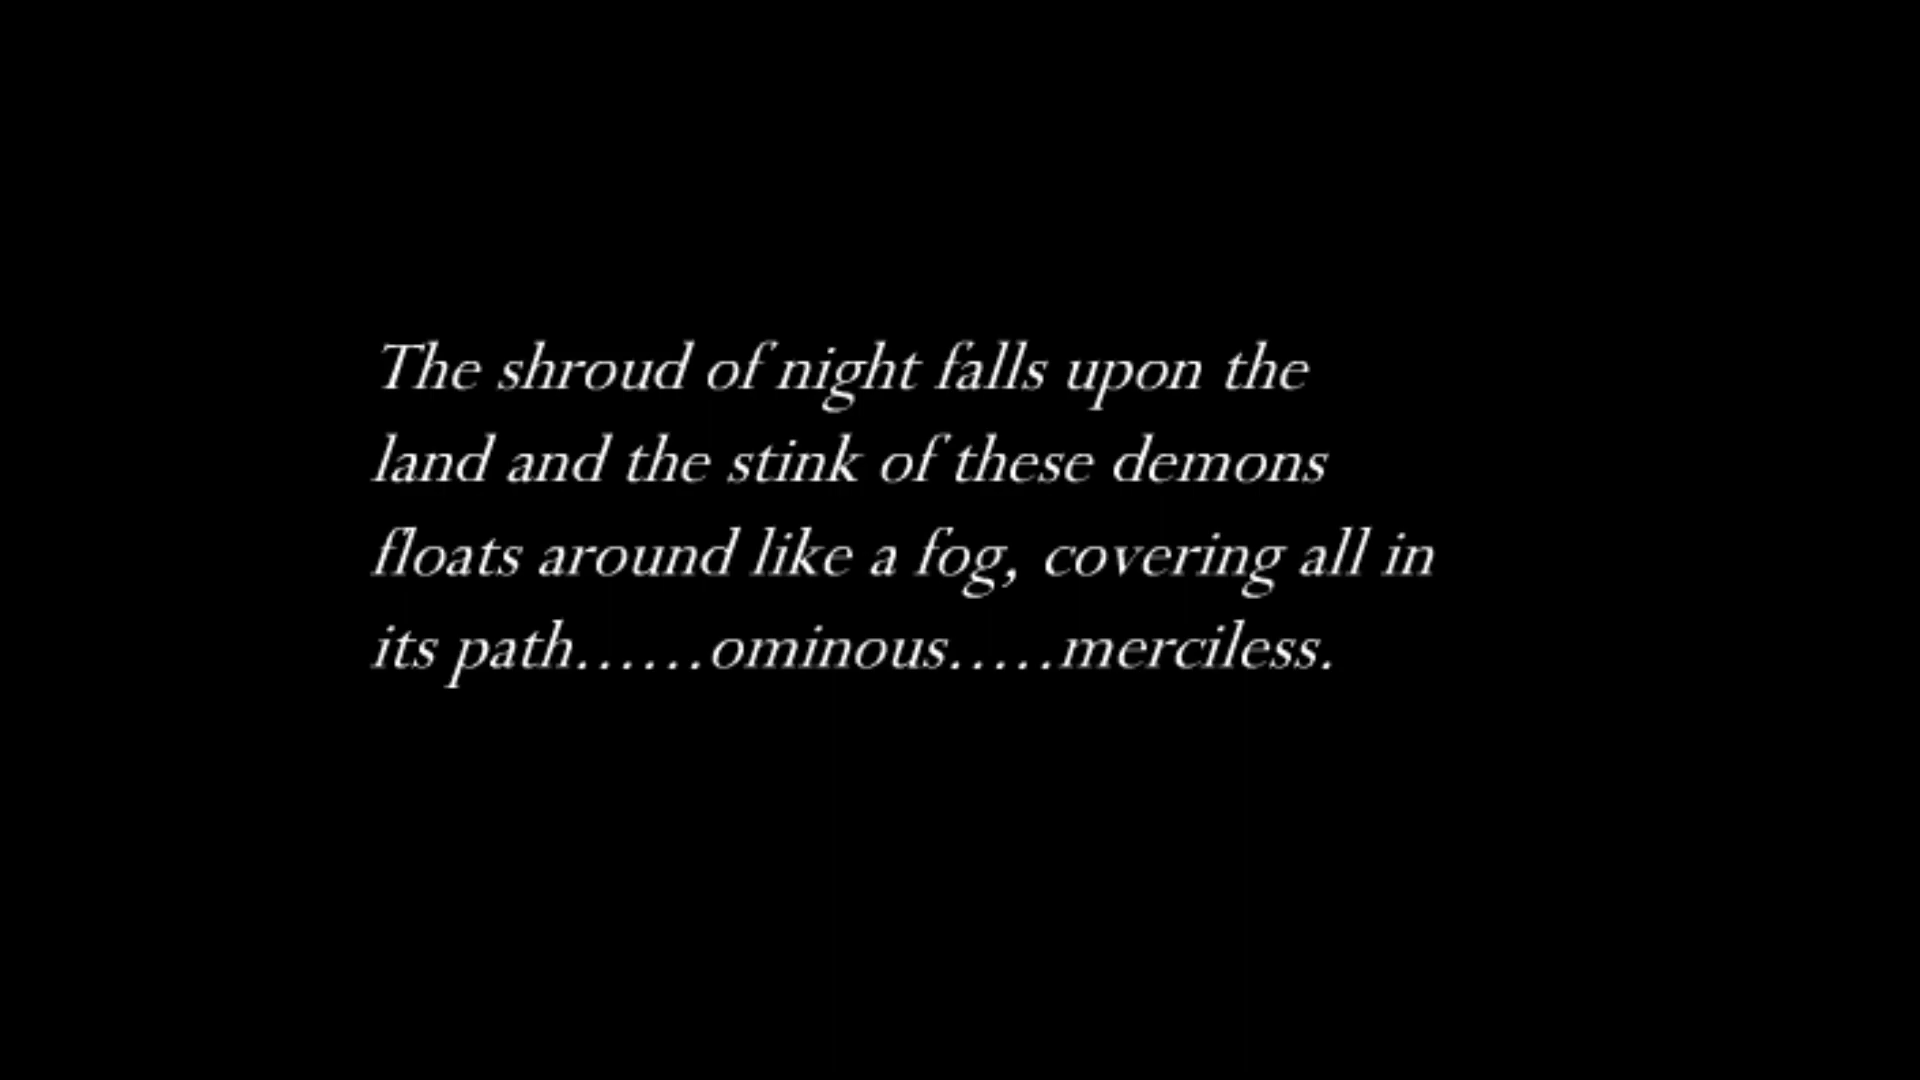 The shroud of night falls upon the
land and the stink of these demons
floats around like a fog, covering all in
its path......ominous.....merciless.